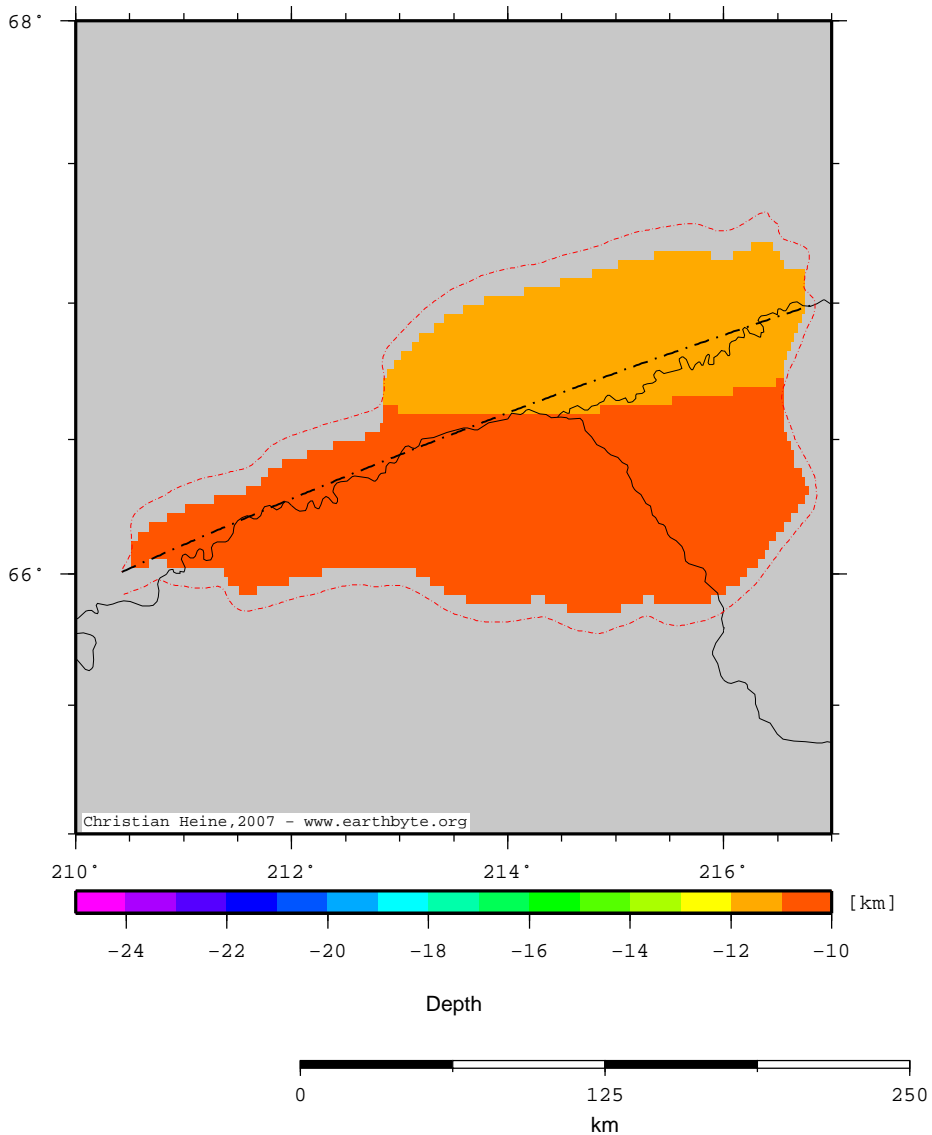 68°
66°
Christian Heine,2007 - www.earthbyte.org
210° 212° 214° 216°
[km]
-24 -22 -20 -18 -16 -14 -12 -10
Depth
0 125 250
km